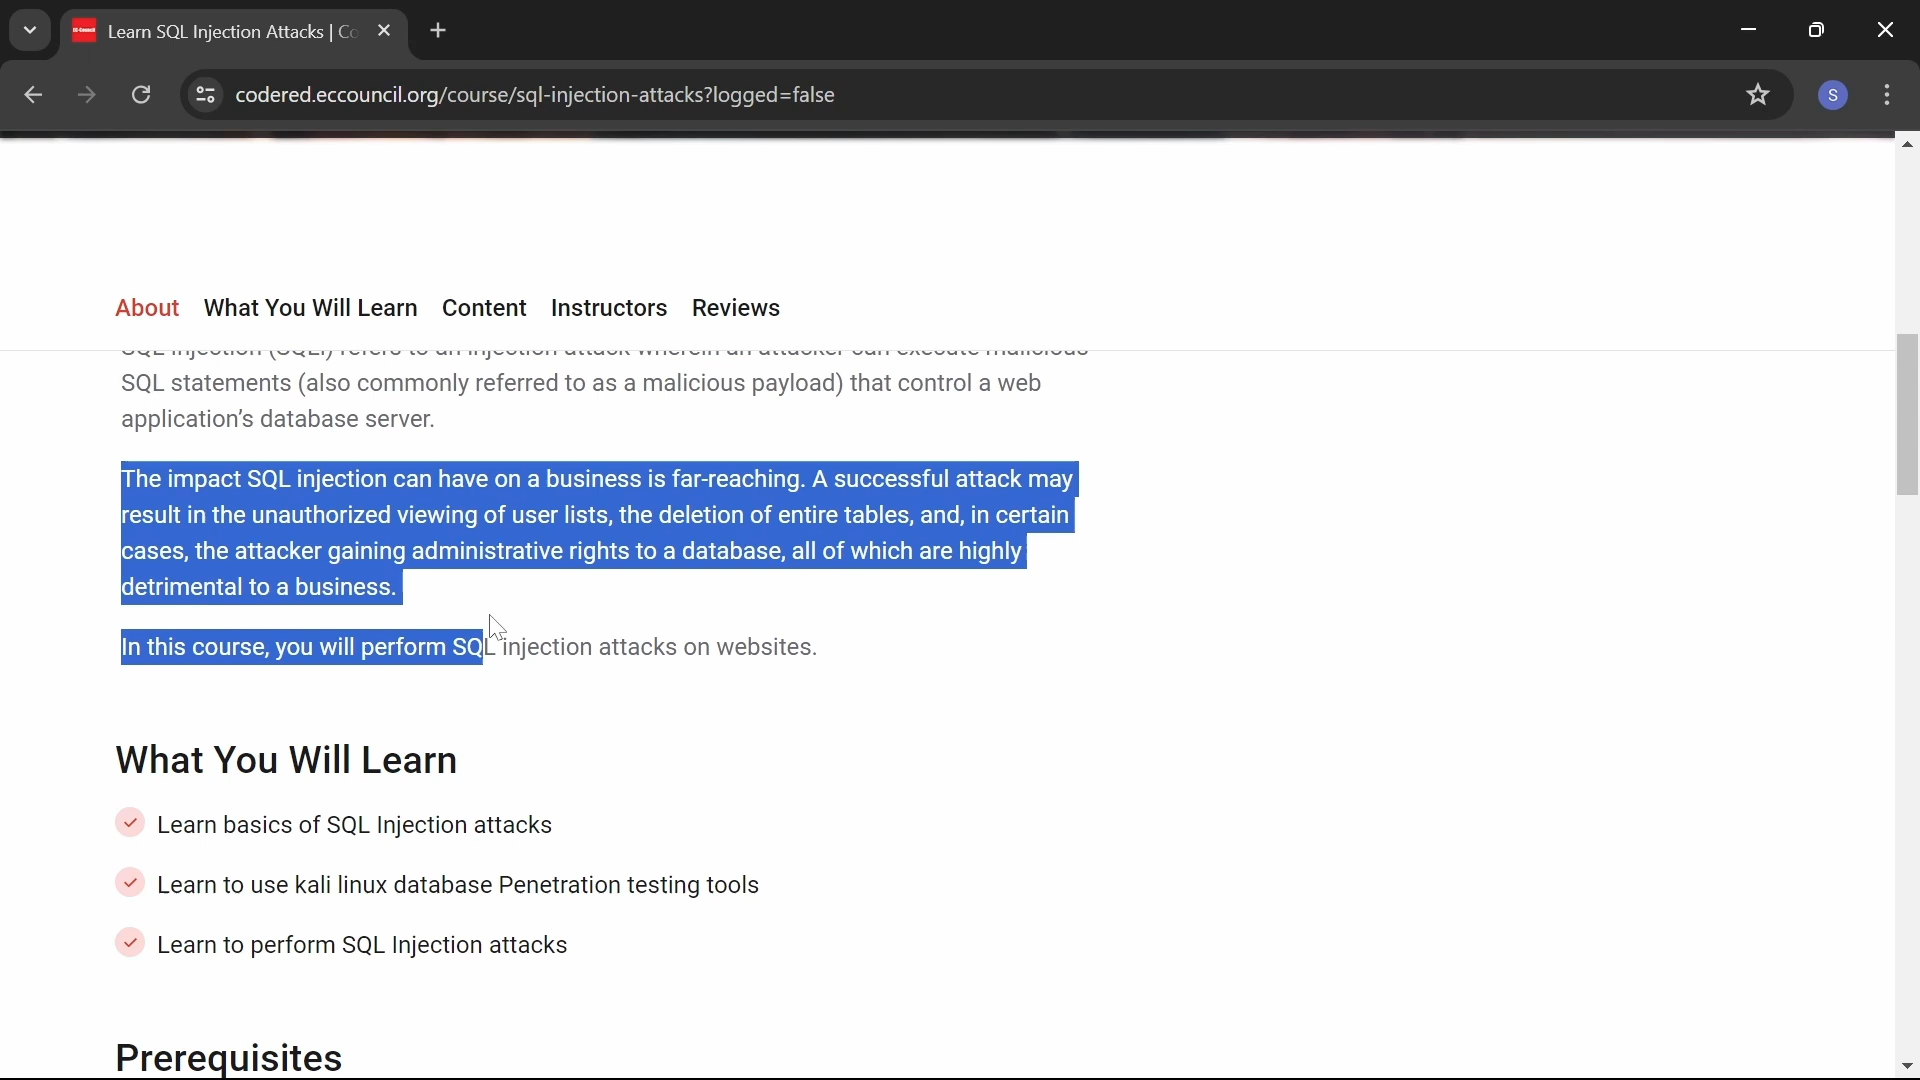 Learn SQL Injection Attacks | Co
codered.eccouncil.org/course/sql-injection-attacks?logged=false
S
About What You Will Learn Content Instructors Reviews
SQL injection (SQLI) refers to an injection attack wherein an attacker can execute malicious
SQL statements (also commonly referred to as a malicious payload) that control a web
application’s database server.
The impact SQL injection can have on a business is far-reaching. A successful attack may
result in the unauthorized viewing of user lists, the deletion of entire tables, and, in certain
cases, the attacker gaining administrative rights to a database, all of which are highly
detrimental to a business.
In this course, you will perform SQL injection attacks on websites.
What You Will Learn
Learn basics of SQL Injection attacks
Learn to use kali linux database Penetration testing tools
Learn to perform SQL Injection attacks
Prerequisites